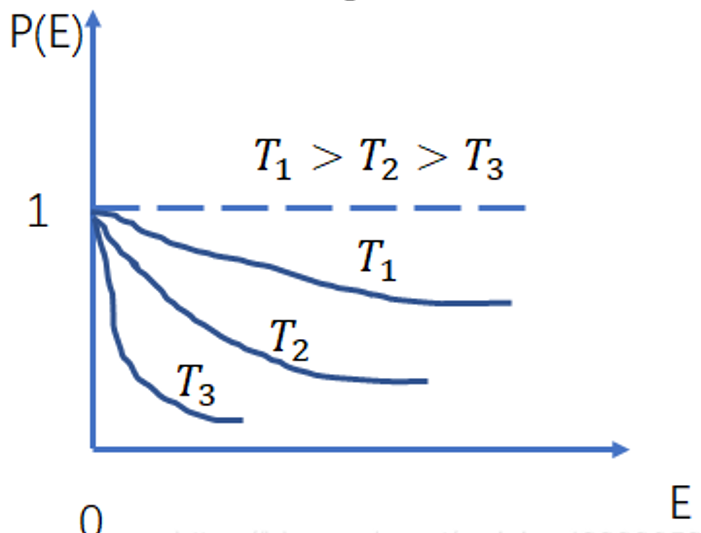 P(E)
T₁ > T₂ > T₃
1
T₁
T₂
T₃
E
0